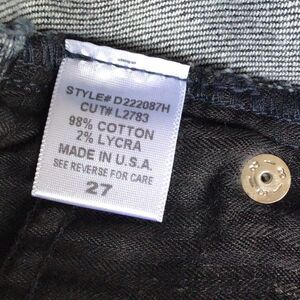 STYLE# D222087H
CUT# L2783
98% COTTON
2% LYCRA
MADE IN U.S.A.
SEE REVERSE FOR CARE
27